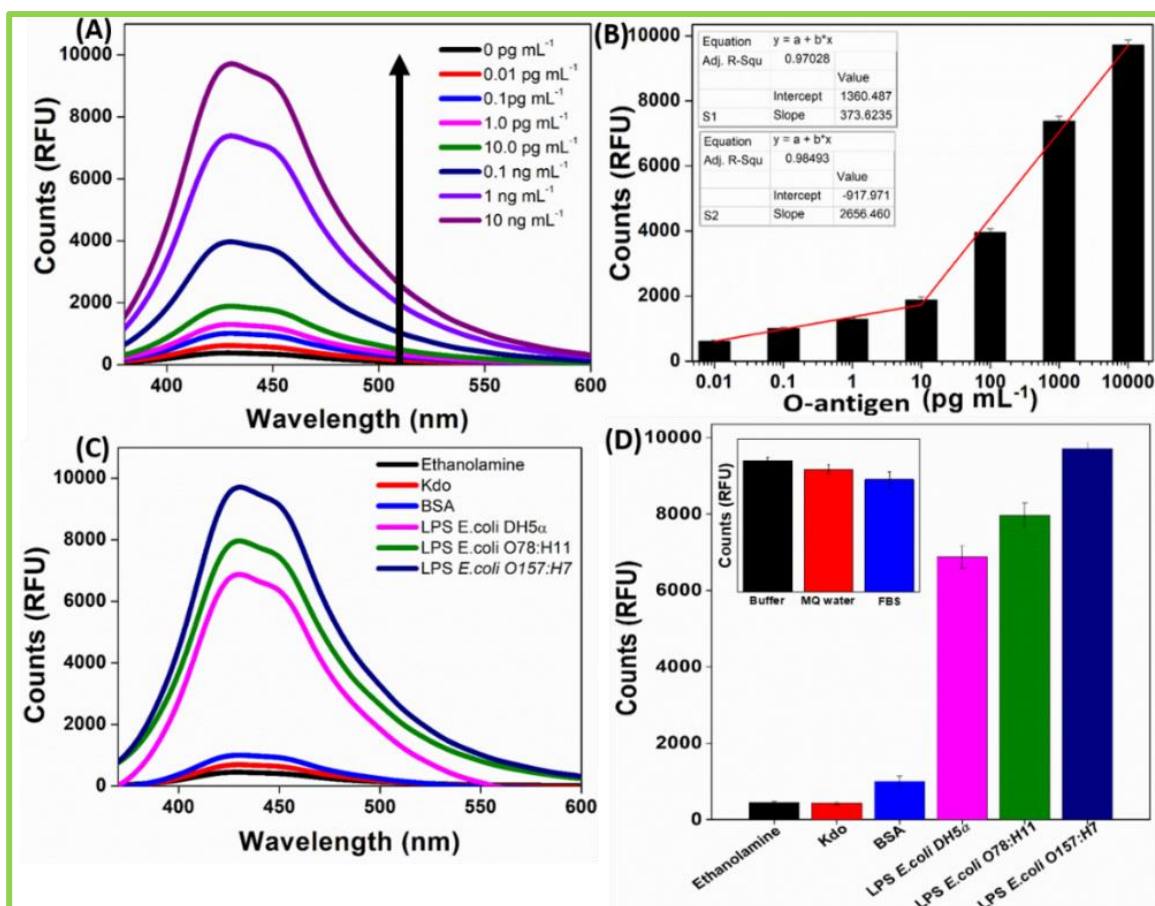 (A)
10000
8000
6000
4000
2000
0
Counts (RFU)
0 pg mL⁻¹
0.01 pg mL⁻¹
0.1pg mL⁻¹
1.0 pg mL⁻¹
10.0 pg mL⁻¹
0.1 ng mL⁻¹
1 ng mL⁻¹
10 ng mL⁻¹
400 450 500 550 600
Wavelength (nm)
(B)
10000
8000
6000
4000
2000
0
Counts (RFU)
Equation y = a + b*x
Adj. R-Squ 0.97028
Value
Intercept 1360.487
S1 Slope 373.6235
Equation y = a + b*x
Adj. R-Squ 0.98493
Value
Intercept -917.971
S2 Slope 2656.460
0.01 0.1 1 10 100 1000 10000
O-antigen (pg mL⁻¹)
(C)
10000
8000
6000
4000
2000
0
Counts (RFU)
Ethanolamine
Kdo
BSA
LPS E.coli DH5α
LPS E.coli O78:H11
LPS E.coli O157:H7
400 450 500 550 600
Wavelength (nm)
(D)
10000
8000
6000
4000
2000
0
Counts (RFU)
Counts (RFU)
Buffer MQ water FBS
Ethanolamine
Kdo
BSA
LPS E.coli DH5α
LPS E.coli O78:H11
LPS E.coli O157:H7